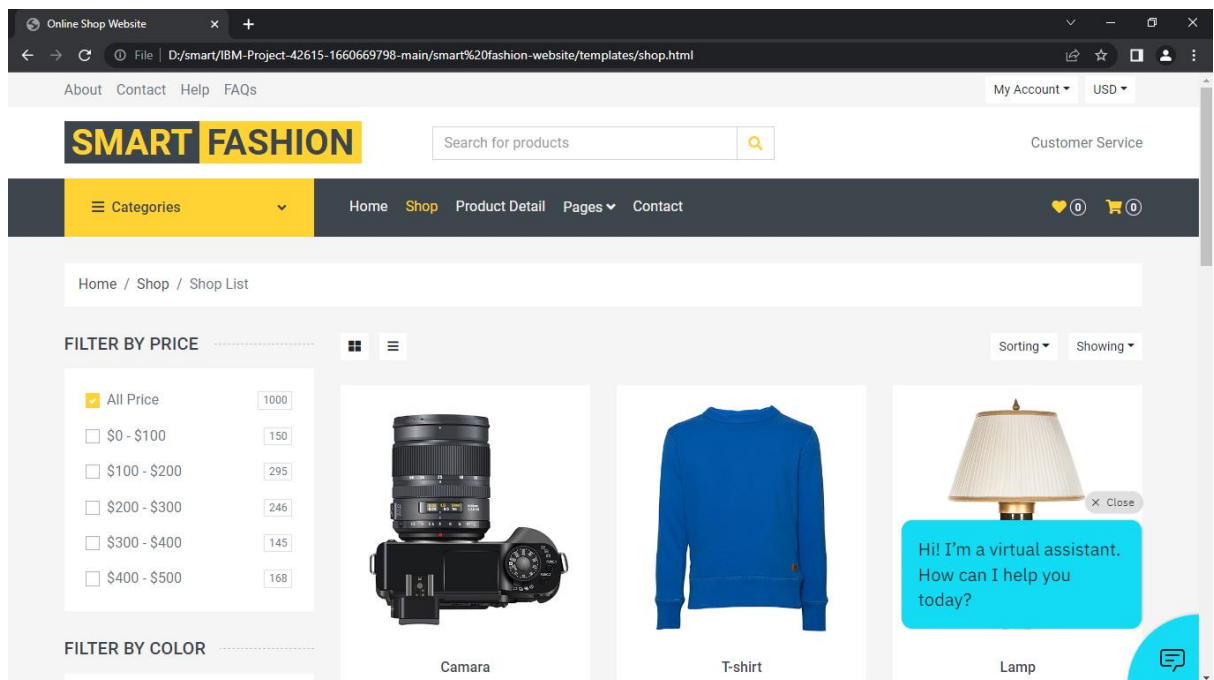 Online Shop Website
File | D:/smart/IBM-Project-42615-1660669798-main/smart%20fashion-website/templates/shop.html
About Contact Help FAQs My Account USD
SMART FASHION Search for products Customer Service
Categories Home Shop Product Detail Pages Contact 0 0
Home / Shop / Shop List
FILTER BY PRICE Sorting Showing
All Price 1000
$0 - $100 150
$100 - $200 295
$200 - $300 246
$300 - $400 145
$400 - $500 168
× Close
Hi! I'm a virtual assistant.
How can I help you
today?
FILTER BY COLOR
Camara T-shirt Lamp